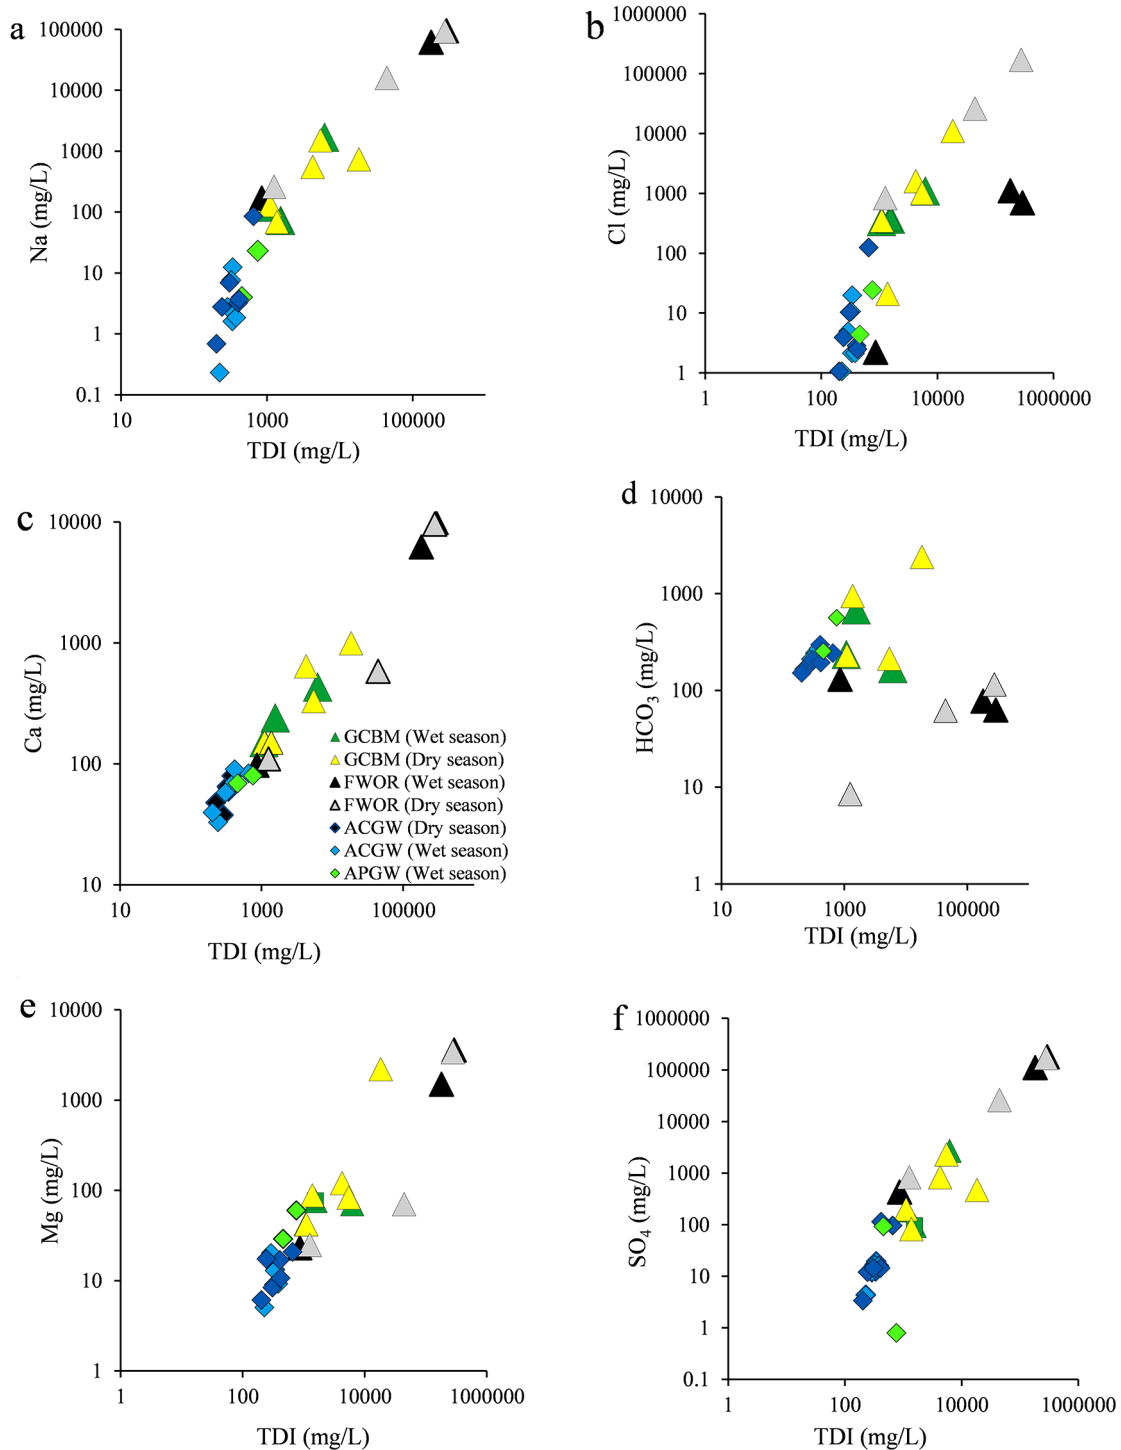 a
100000
10000
1000
100
10
1
0.1
10
1000
100000
Na (mg/L)
TDI (mg/L)
b
1000000
100000
10000
1000
100
10
1
1
100
10000
1000000
Cl (mg/L)
TDI (mg/L)
c
10000
1000
100
10
10
1000
100000
Ca (mg/L)
TDI (mg/L)
GCBM (Wet season)
GCBM (Dry season)
FWOR (Wet season)
FWOR (Dry season)
ACGW (Dry season)
ACGW (Wet season)
APGW (Wet season)
d
10000
1000
100
10
1
10
1000
100000
HCO3 (mg/L)
TDI (mg/L)
e
10000
1000
100
10
1
1
100
10000
1000000
Mg (mg/L)
TDI (mg/L)
f
1000000
100000
10000
1000
100
10
1
0.1
1
100
10000
1000000
SO4 (mg/L)
TDI (mg/L)